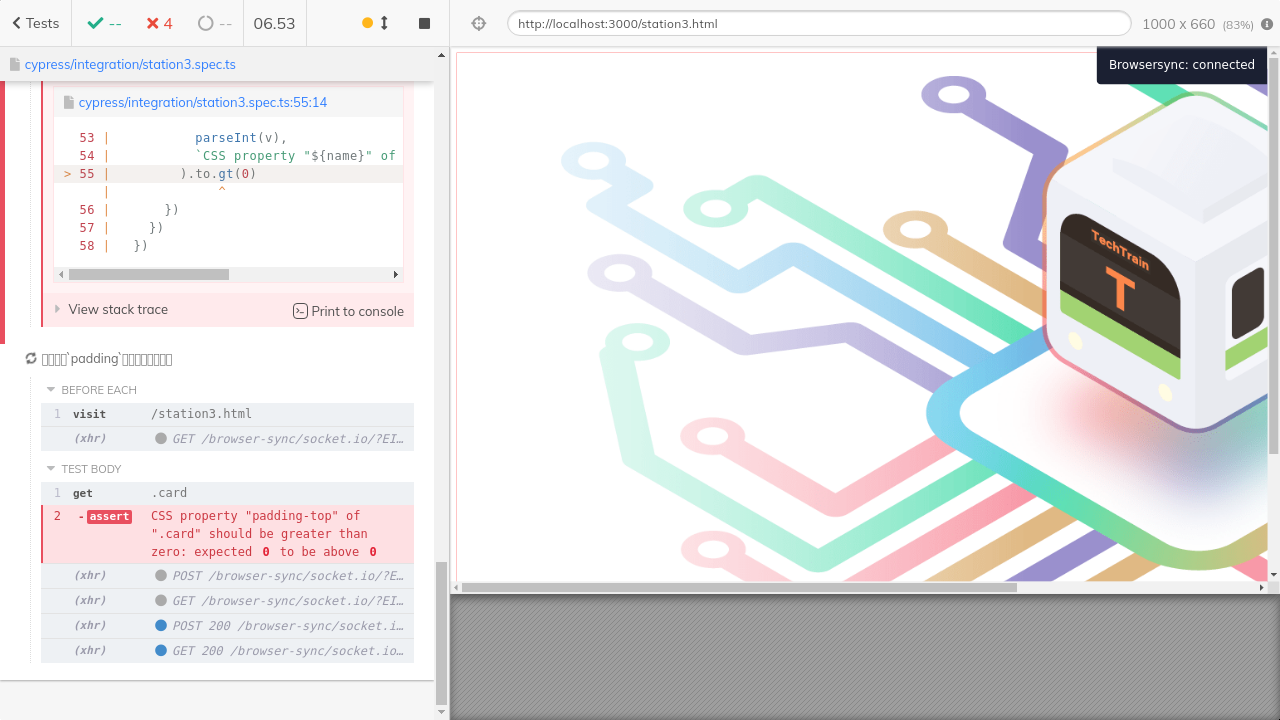 Tests
--
4
--
06.53
http://localhost:3000/station3.html
1000 x 660 (83%)
cypress/integration/station3.spec.ts
Browsersync: connected
cypress/integration/station3.spec.ts:55:14
53 | parseInt(v),
54 | `CSS property "${name}" of
> 55 | ).to.gt(0)
| ^
56 | })
57 | })
58 | })
View stack trace
Print to console
`padding`
BEFORE EACH
1 visit /station3.html
(xhr) GET /browser-sync/socket.io/?EI…
TEST BODY
1 get .card
2 -assert CSS property "padding-top" of
".card" should be greater than
zero: expected 0 to be above 0
(xhr) POST /browser-sync/socket.io/?E…
(xhr) GET /browser-sync/socket.io/?EI…
(xhr) POST 200 /browser-sync/socket.i…
(xhr) GET 200 /browser-sync/socket.io…
TechTrain
T